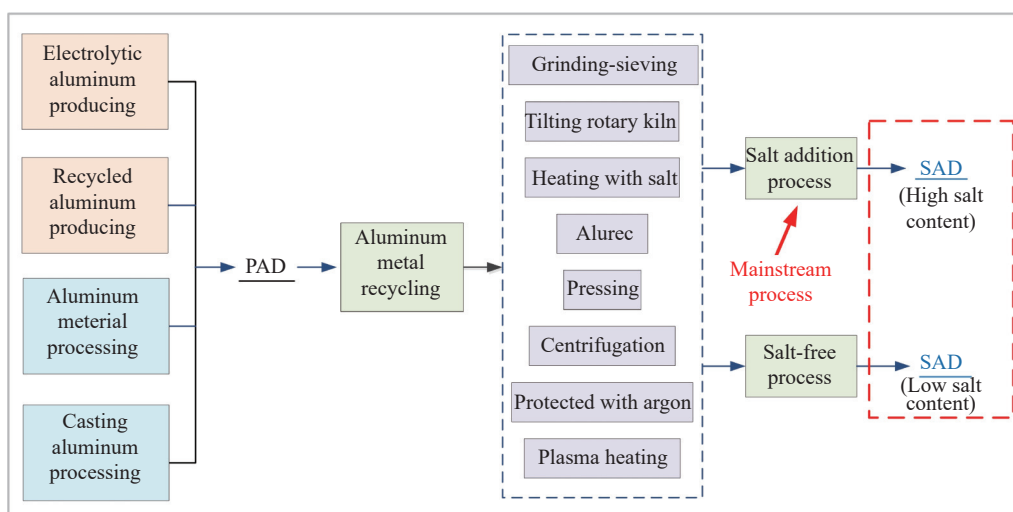 Electrolytic
aluminum
producing
Recycled
aluminum
producing
Aluminum
meterial
processing
Casting
aluminum
processing
PAD
Aluminum
metal
recycling
Grinding-sieving
Tilting rotary kiln
Heating with salt
Alurec
Pressing
Centrifugation
Protected with argon
Plasma heating
Salt addition
process
Mainstream
process
Salt-free
process
SAD
(High salt
content)
SAD
(Low salt
content)